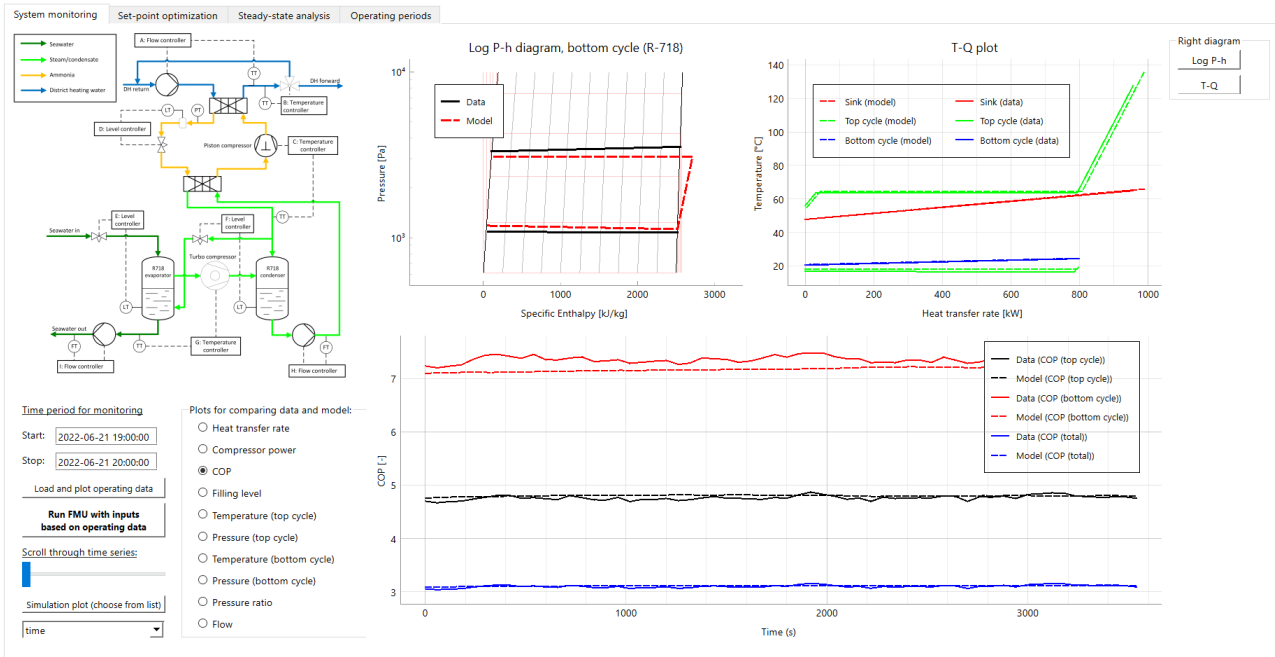 System monitoring
Set-point optimization
Steady-state analysis
Operating periods
Seawater
Steam/condensate
Ammonia
District heating water
A: Flow controller
TT
DH return
DH forward
TT
B: Temperature
controller
LT
PT
D: Level controller
Piston compressor
C: Temperature
controller
TT
E: Level
controller
F: Level
controller
Seawater in
Turbo compressor
R718
evaporator
R718
condenser
LT
LT
Seawater out
FT
TT
G: Temperature
controller
FT
I: Flow controller
H: Flow controller
Log P-h diagram, bottom cycle (R-718)
Data
Model
10⁴
10³
Pressure [Pa]
0
1000
2000
3000
Specific Enthalpy [kJ/kg]
T-Q plot
Sink (model)
Sink (data)
Top cycle (model)
Top cycle (data)
Bottom cycle (model)
Bottom cycle (data)
140
120
100
80
60
40
20
Temperature [°C]
0
200
400
600
800
1000
Heat transfer rate [kW]
Right diagram
Log P-h
T-Q
Time period for monitoring
Start:
2022-06-21 19:00:00
Stop:
2022-06-21 20:00:00
Load and plot operating data
Run FMU with inputs
based on operating data
Scroll through time series:
Simulation plot (choose from list)
time
Plots for comparing data and model:
Heat transfer rate
Compressor power
COP
Filling level
Temperature (top cycle)
Pressure (top cycle)
Temperature (bottom cycle)
Pressure (bottom cycle)
Pressure ratio
Flow
7
6
5
4
3
COP [-]
Data (COP (top cycle))
Model (COP (top cycle))
Data (COP (bottom cycle))
Model (COP (bottom cycle))
Data (COP (total))
Model (COP (total))
0
1000
2000
3000
Time (s)